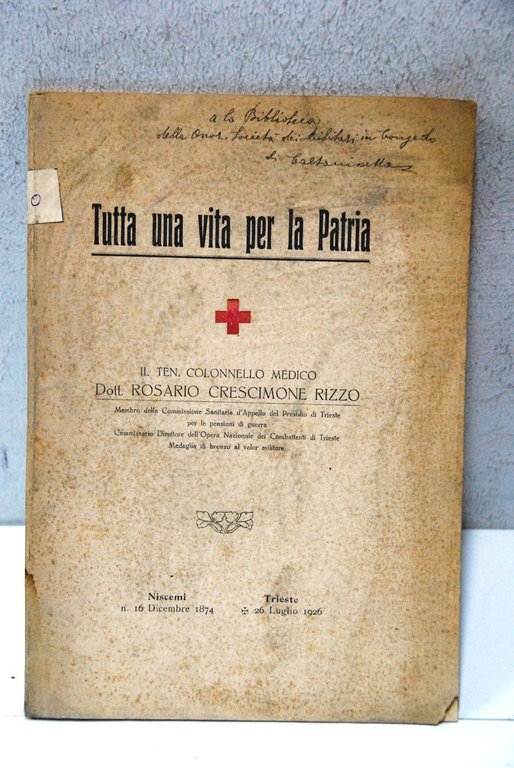 a la Biblioteca
della Onor. Società dei Militari in Congedo
di Caltanissetta
O
Tutta una vita per la Patria
IL TEN. COLONNELLO MEDICO
Dott. ROSARIO CRESCIMONE RIZZO
Membro della Commissione Sanitaria d'Appello del Presidio di Trieste
per le pensioni di guerra
Commissario Direttore dell'Opera Nazionale dei Combattenti di Trieste
Medaglia di bronzo al valor militare
Niscemi
n. 16 Dicembre 1874
Trieste
✠ 26 Luglio 1926